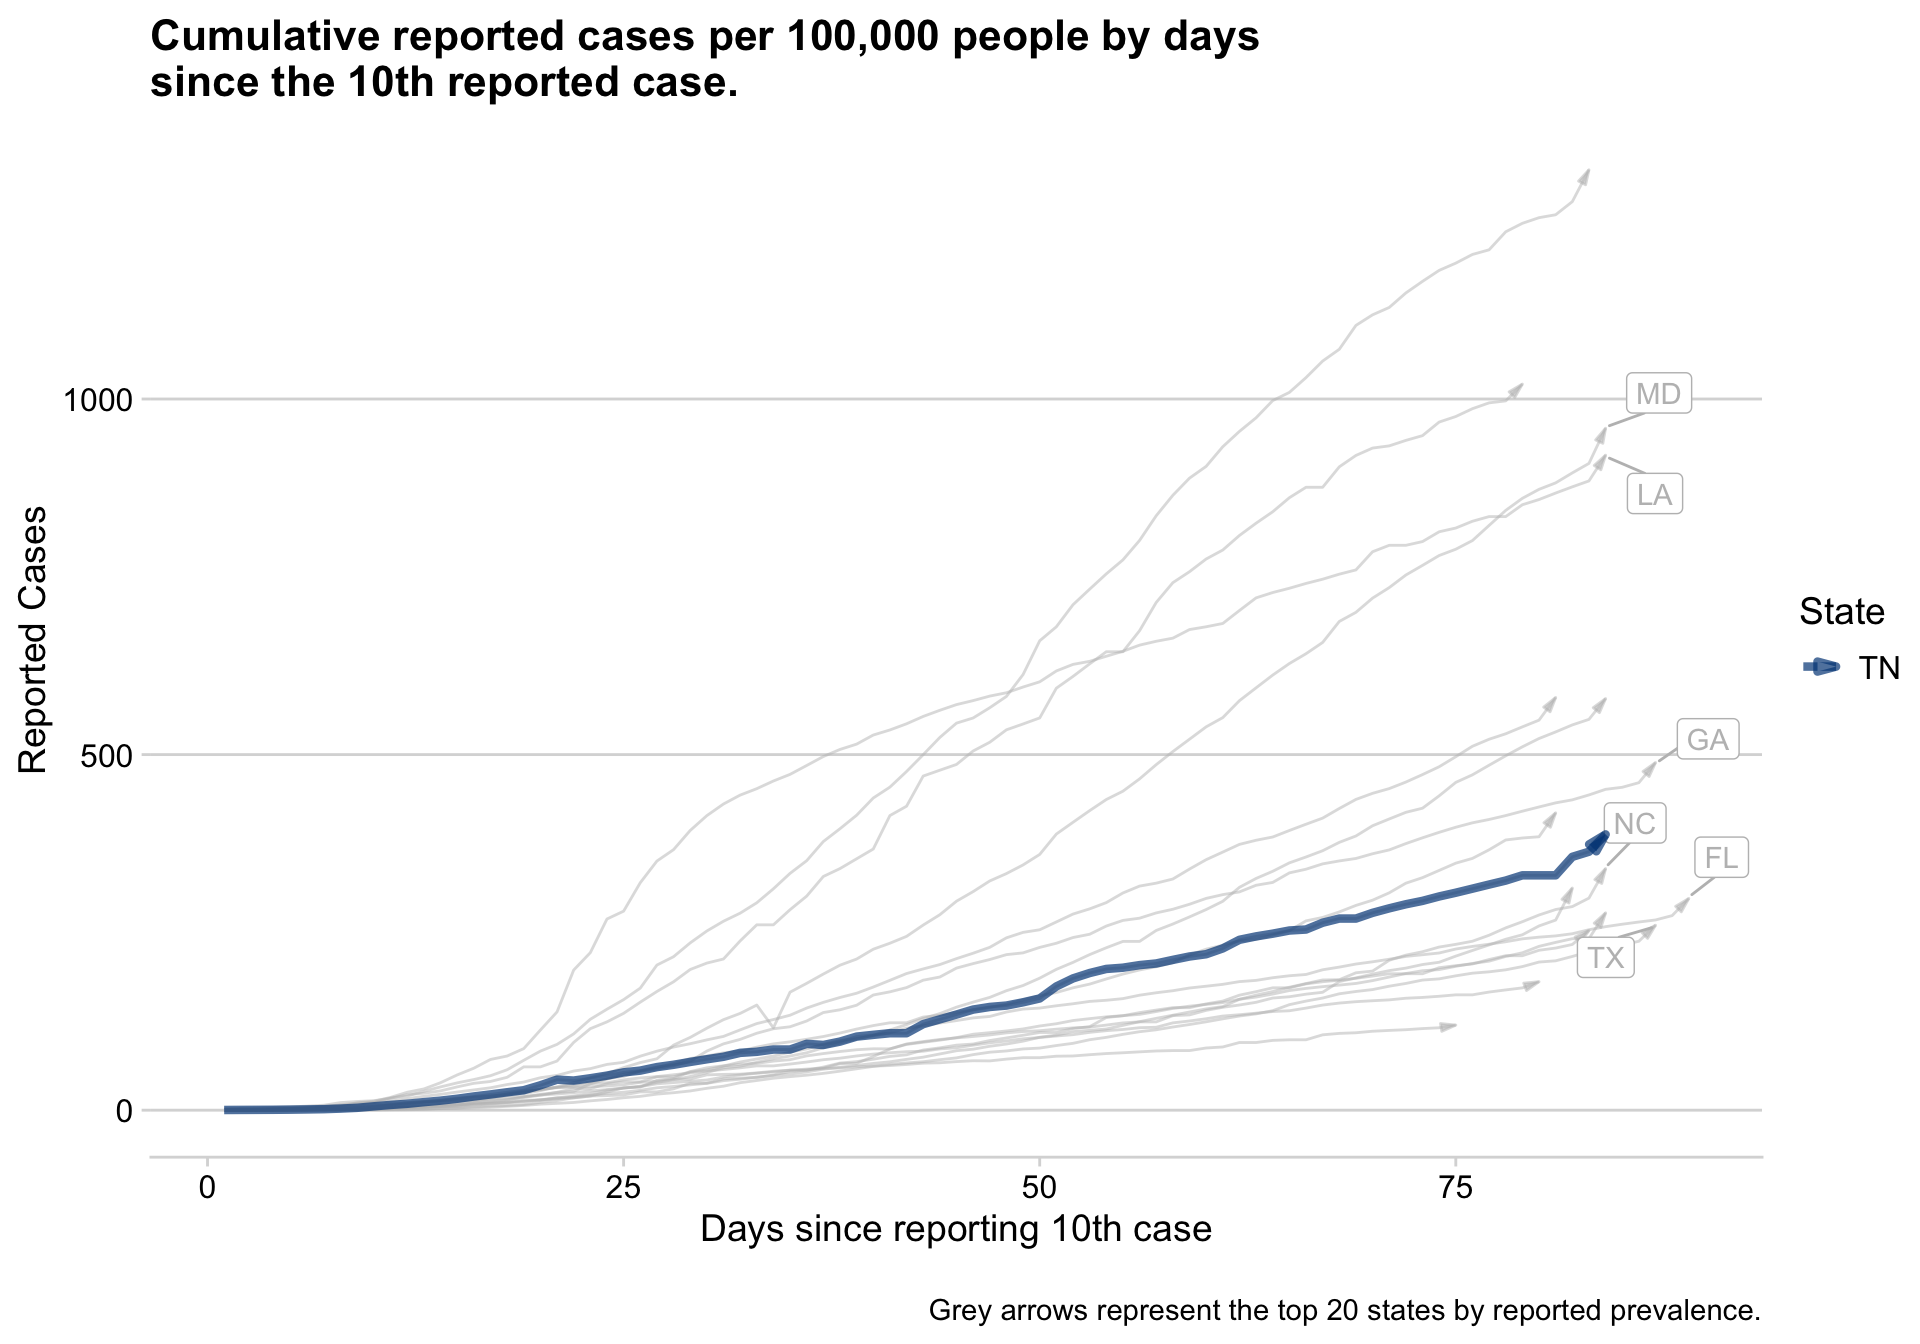 Cumulative reported cases per 100,000 people by days
since the 10th reported case.
Reported Cases
1000
500
0
MD
LA
GA
NC
FL
TX
State
TN
0 25 50 75
Days since reporting 10th case
Grey arrows represent the top 20 states by reported prevalence.